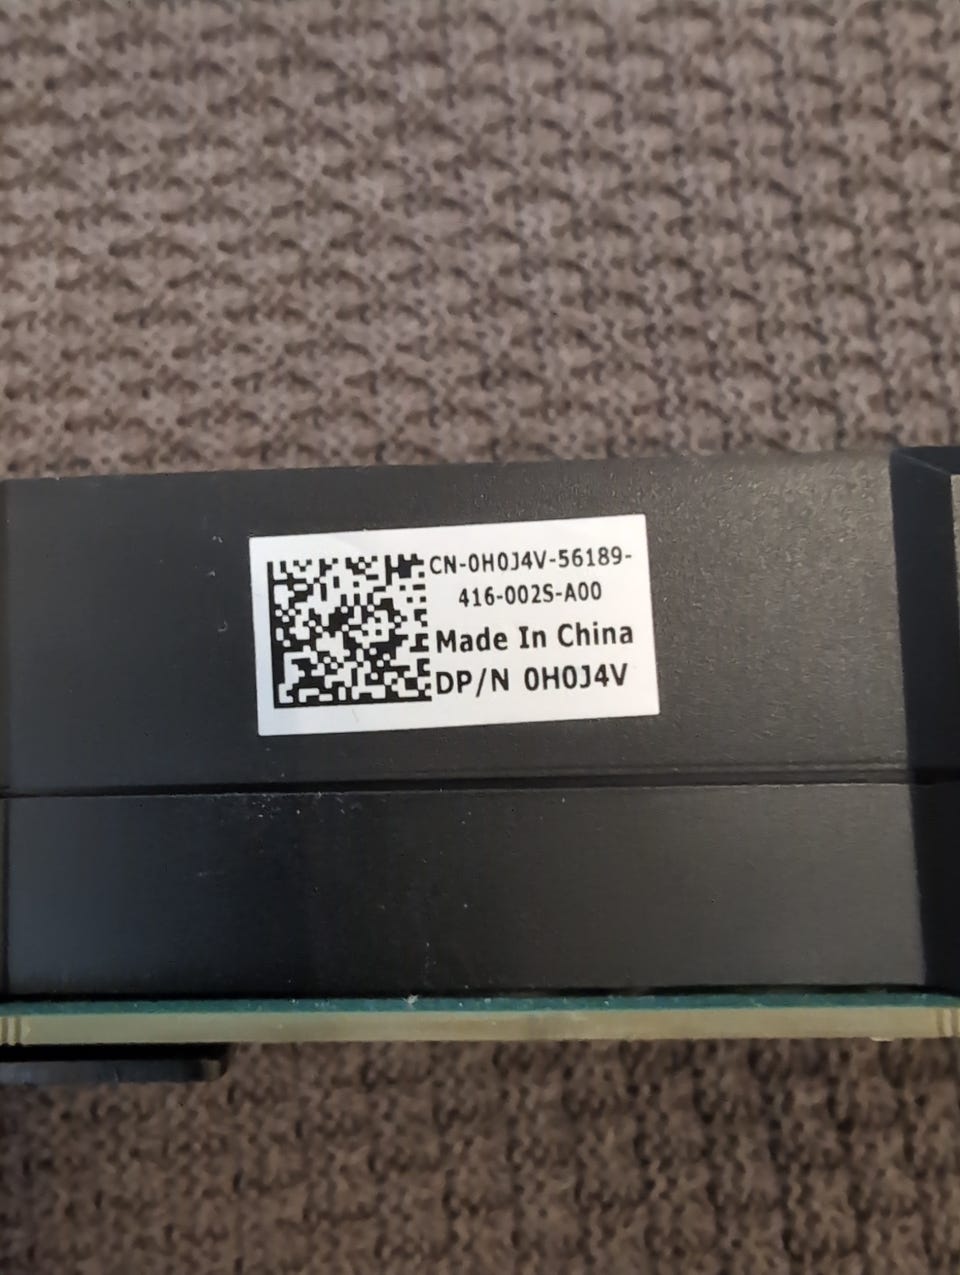 CN-0H0J4V-56189-
416-002S-A00
Made In China
DP/N 0H0J4V